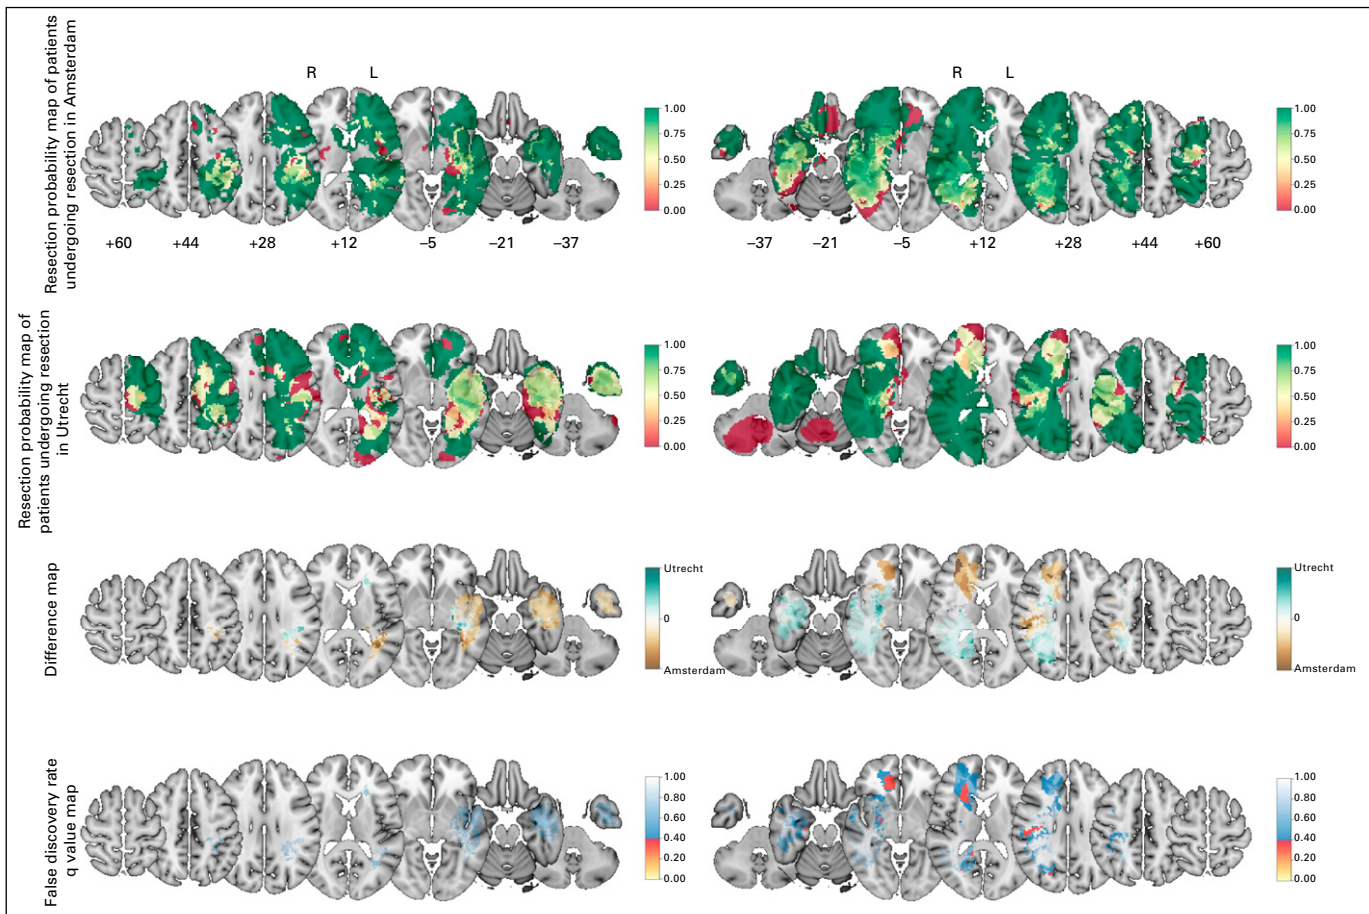 Resection probability map of patients
undergoing resection in Amsterdam
R L
1.00
0.75
0.50
0.25
0.00
+60 +44 +28 +12 –5 –21 –37
R L
1.00
0.75
0.50
0.25
0.00
–37 –21 –5 +12 +28 +44 +60
Resection probability map of
patients undergoing resection
in Utrecht
1.00
0.75
0.50
0.25
0.00
1.00
0.75
0.50
0.25
0.00
Difference map
Utrecht
0
Amsterdam
Utrecht
0
Amsterdam
False discovery rate
q value map
1.00
0.80
0.60
0.40
0.20
0.00
1.00
0.80
0.60
0.40
0.20
0.00